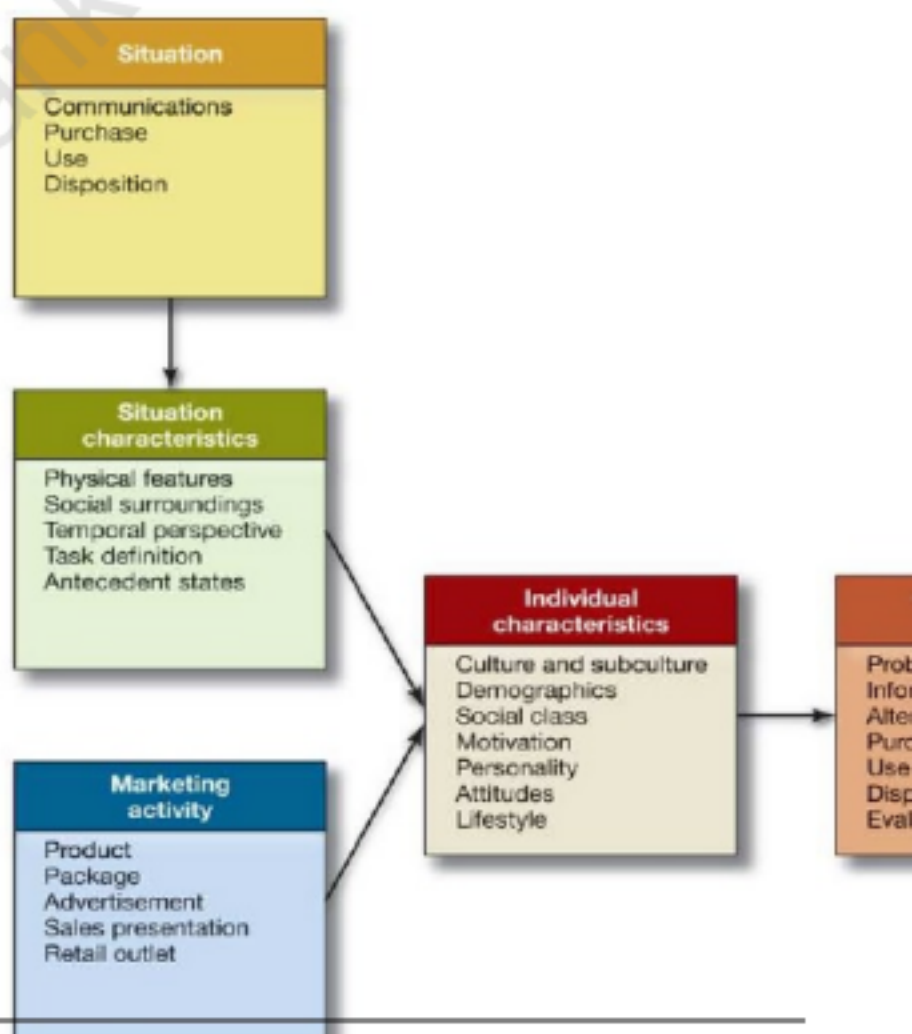 Situation
Communications
Purchase
Use
Disposition
Situation
characteristics
Physical features
Social surroundings
Temporal perspective
Task definition
Antecedent states
Marketing
activity
Product
Package
Advertisement
Sales presentation
Retail outlet
Individual
characteristics
Culture and subculture
Demographics
Social class
Motivation
Personality
Attitudes
Lifestyle
Use